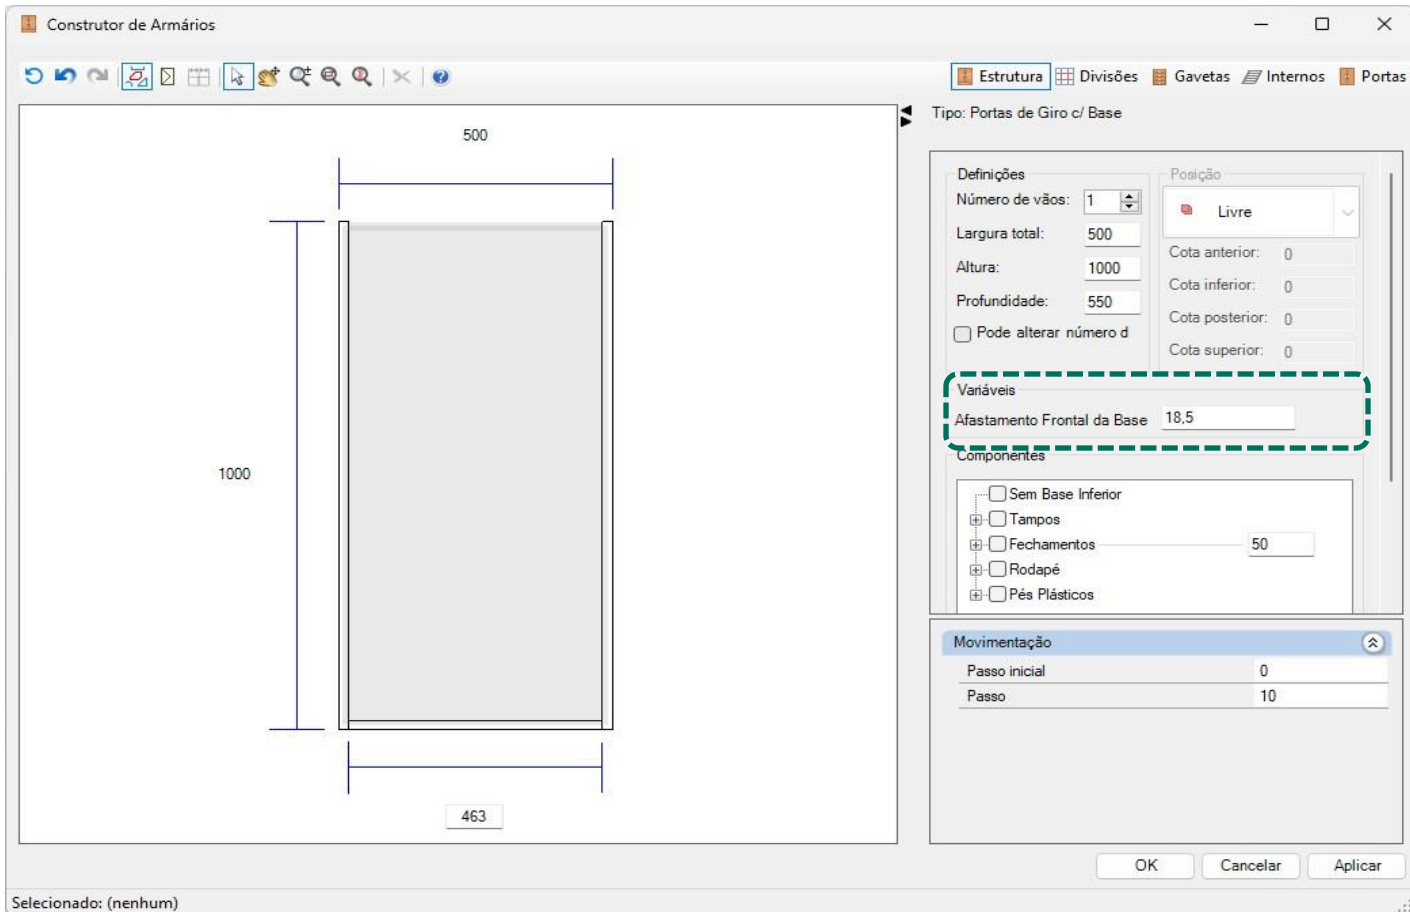 Construtor de Armários
Estrutura Divisões Gavetas Internos Portas
Tipo: Portas de Giro c/ Base
500
1000
463
Definições
Número de vãos: 1
Largura total: 500
Altura: 1000
Profundidade: 550
Pode alterar número d
Posição
Livre
Cota anterior: 0
Cota inferior: 0
Cota posterior: 0
Cota superior: 0
Variáveis
Afastamento Frontal da Base 18,5
Componentes
Sem Base Inferior
Tampos
Fechamentos 50
Rodapé
Pés Plásticos
Movimentação
Passo inicial 0
Passo 10
OK Cancelar Aplicar
Selecionado: (nenhum)